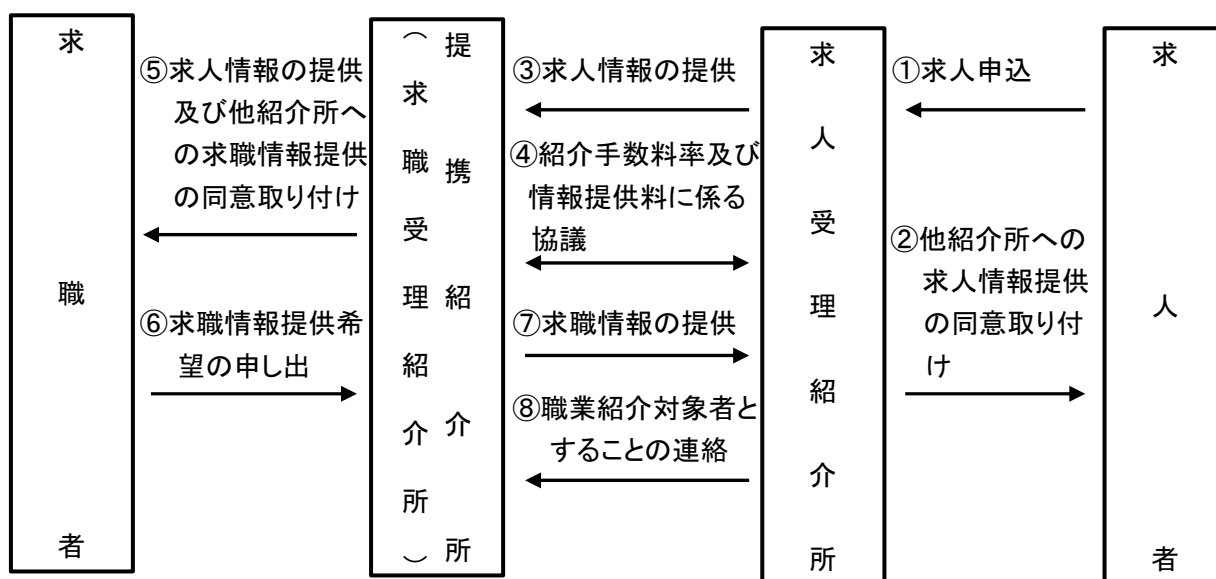 求職者
⑤求人情報の提供
及び他紹介所へ
の求職情報提供
の同意取り付け
⑥求職情報提供希
望の申し出
提携紹介所
（求職受理紹介所）
③求人情報の提供
④紹介手数料率及び
情報提供料に係る
協議
⑦求職情報の提供
⑧職業紹介対象者と
することの連絡
求人受理紹介所
①求人申込
②他紹介所への
求人情報提供
の同意取り付
け
求人者